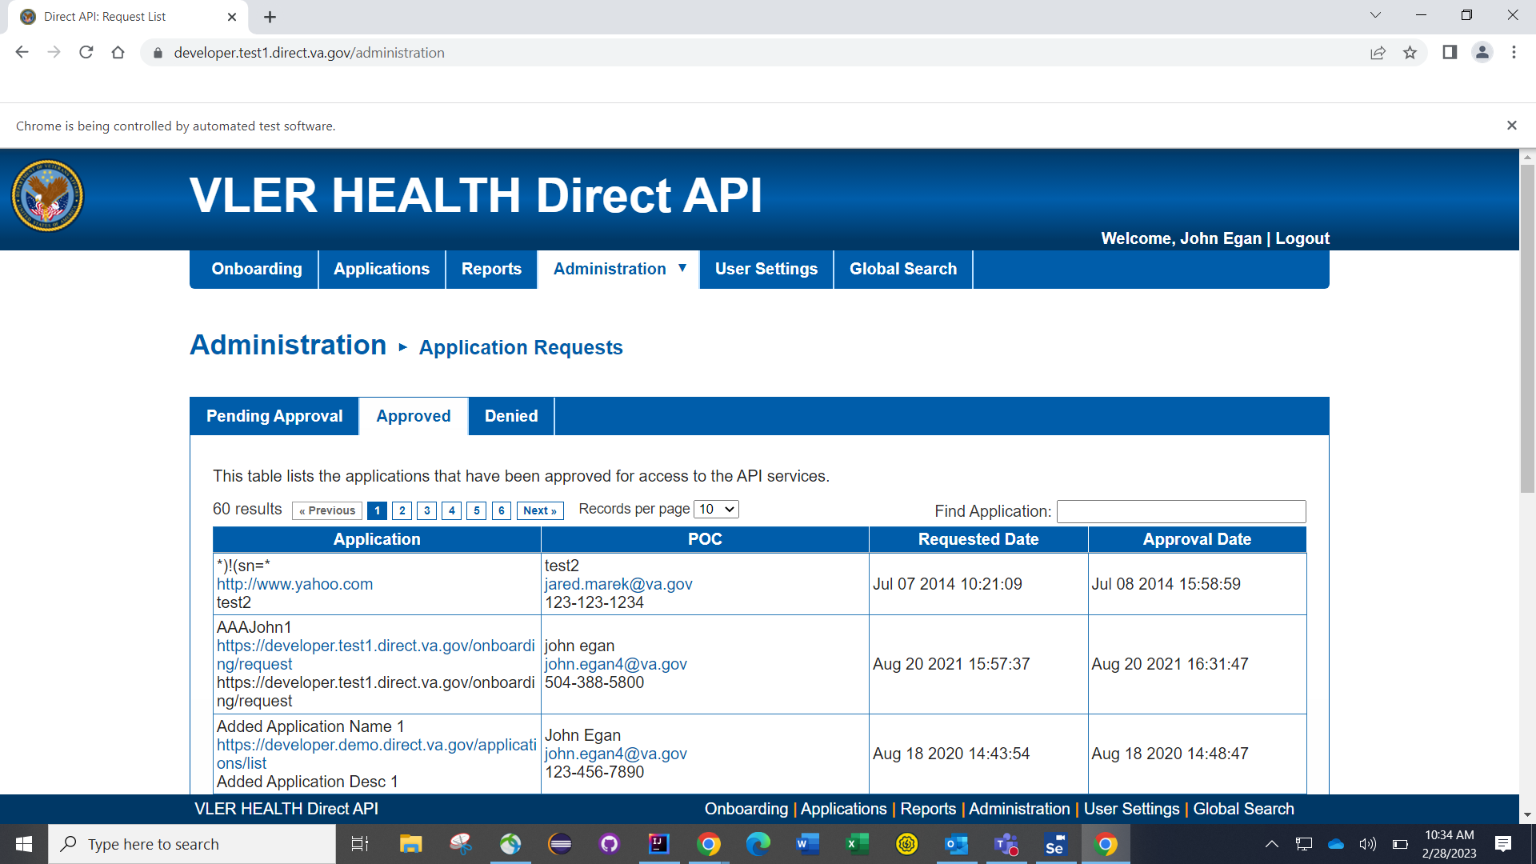 Direct API: Request List
developer.test1.direct.va.gov/administration
Chrome is being controlled by automated test software.
VLER HEALTH Direct API
Welcome, John Egan | Logout
Onboarding Applications Reports Administration ▼ User Settings Global Search
Administration ▸ Application Requests
Pending Approval Approved Denied
This table lists the applications that have been approved for access to the API services.
60 results « Previous 1 2 3 4 5 6 Next » Records per page 10 Find Application:
Application POC Requested Date Approval Date
*)!(sn=*
http://www.yahoo.com
test2
test2
jared.marek@va.gov
123-123-1234
Jul 07 2014 10:21:09
Jul 08 2014 15:58:59
AAAJohn1
https://developer.test1.direct.va.gov/onboardi
ng/request
https://developer.test1.direct.va.gov/onboardi
ng/request
john egan
john.egan4@va.gov
504-388-5800
Aug 20 2021 15:57:37
Aug 20 2021 16:31:47
Added Application Name 1
https://developer.demo.direct.va.gov/applicati
ons/list
Added Application Desc 1
John Egan
john.egan4@va.gov
123-456-7890
Aug 18 2020 14:43:54
Aug 18 2020 14:48:47
VLER HEALTH Direct API
Onboarding | Applications | Reports | Administration | User Settings | Global Search
Type here to search
10:34 AM
2/28/2023